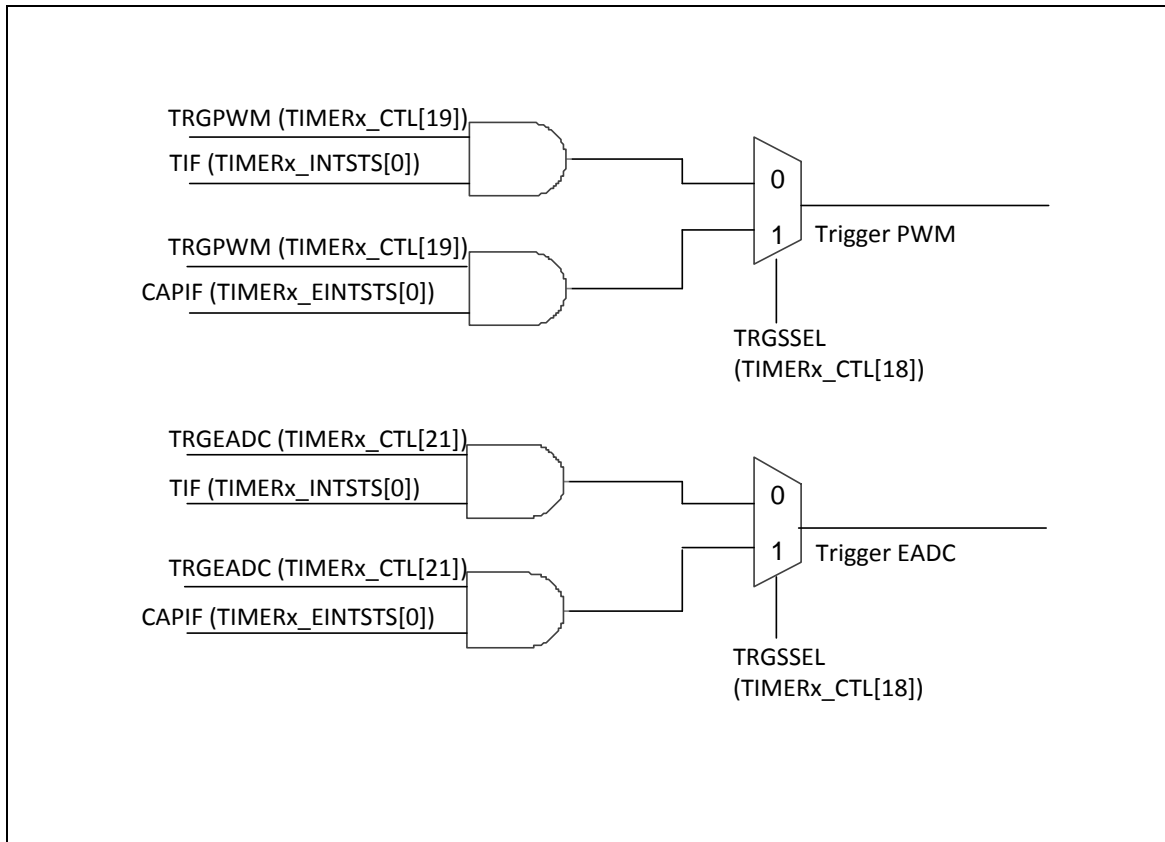 TRGPWM (TIMERx_CTL[19])
TIF (TIMERx_INTSTS[0])
0
TRGPWM (TIMERx_CTL[19])
1
Trigger PWM
CAPIF (TIMERx_EINTSTS[0])
TRGSSEL
(TIMERx_CTL[18])
TRGEADC (TIMERx_CTL[21])
TIF (TIMERx_INTSTS[0])
0
1
Trigger EADC
TRGEADC (TIMERx_CTL[21])
CAPIF (TIMERx_EINTSTS[0])
TRGSSEL
(TIMERx_CTL[18])